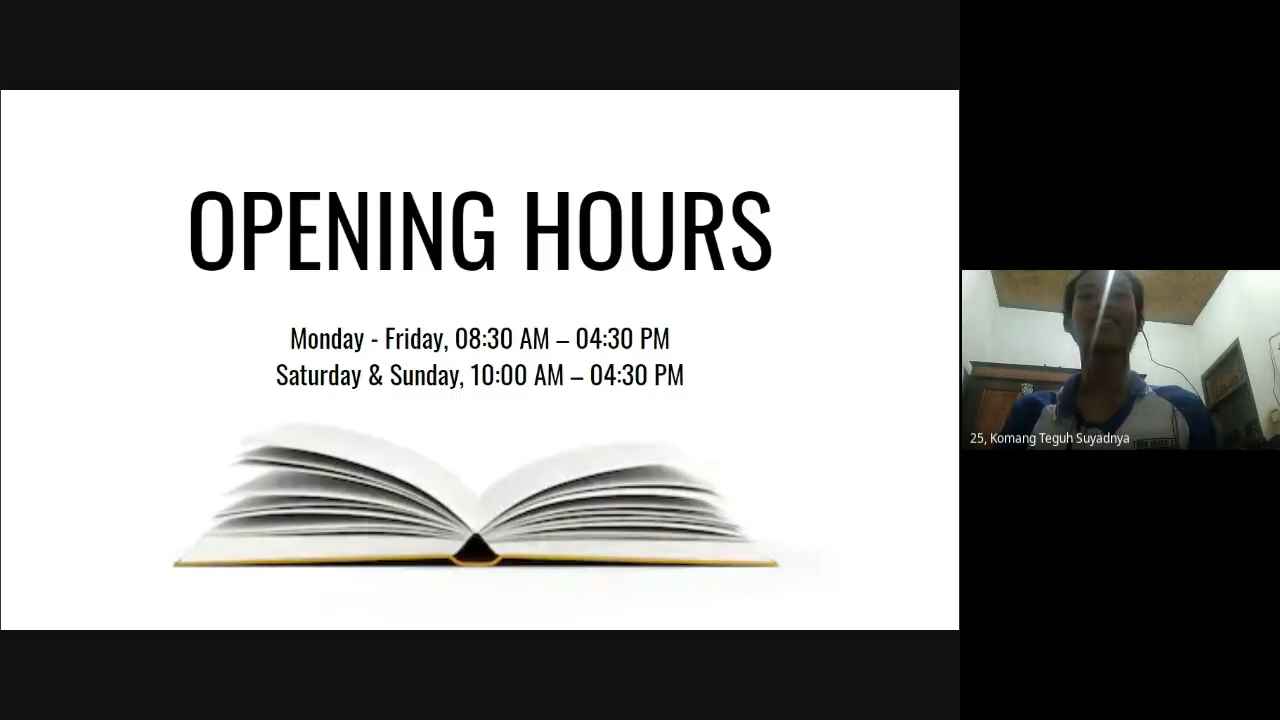 OPENING HOURS
Monday - Friday, 08:30 AM – 04:30 PM
Saturday & Sunday, 10:00 AM – 04:30 PM
25, Komang Teguh Suyadnya